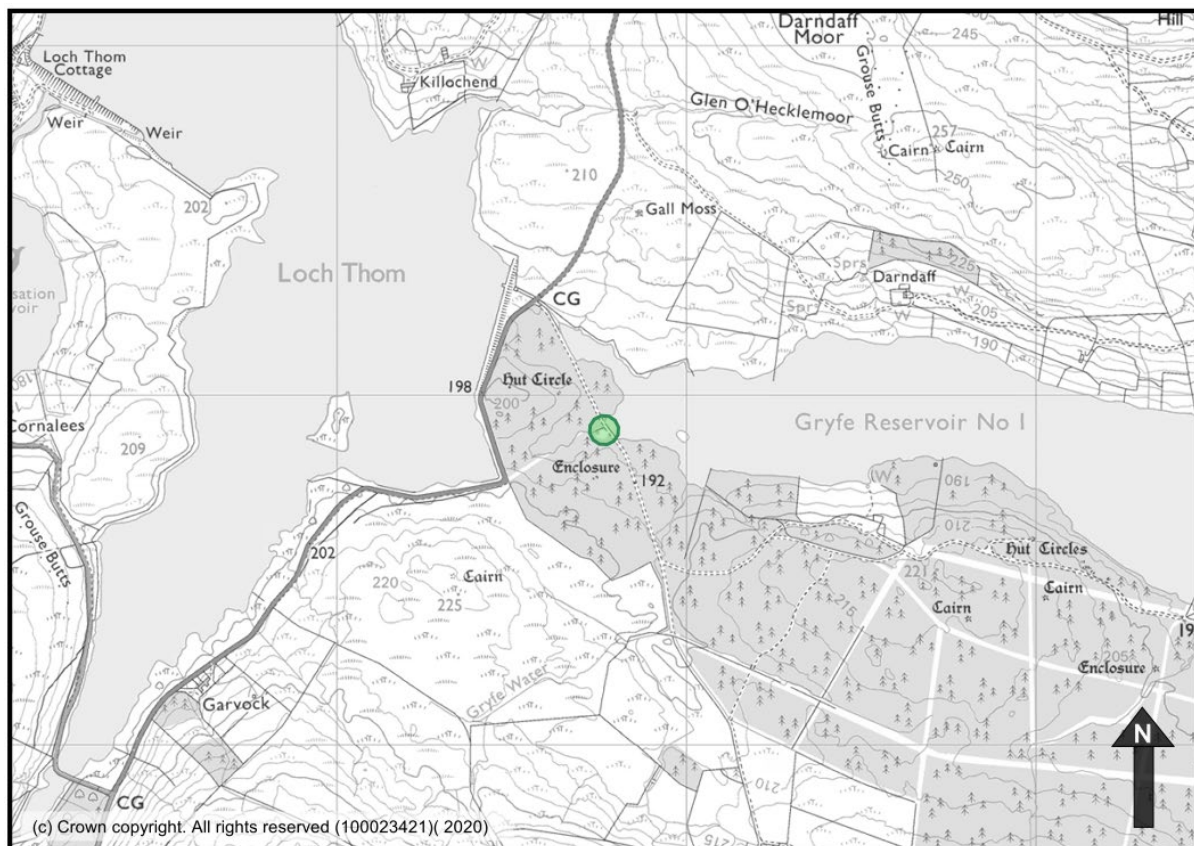 Darndaff
Moor
245
260
Hill
Loch Thom
Cottage
W
Killochend
Weir
Weir
Glen O'Hecklemoor
Grouse Butts
257
Cairn
Cairn
250
210
202
Gall Moss
Loch Thom
CG
Sprs
Darndaff
225
W
Spr
W
205
190
198
Hut Circle
200
Gryfe Reservoir No 1
Cornalees
209
Enclosure
192
W
190
210
Grouse Butts
202
220
Cairn
225
Hut Circles
221
Cairn
215
Cairn
205
Enclosure
Garvock
Gryfe Water
N
CG
210
215
(c) Crown copyright. All rights reserved (100023421)( 2020)